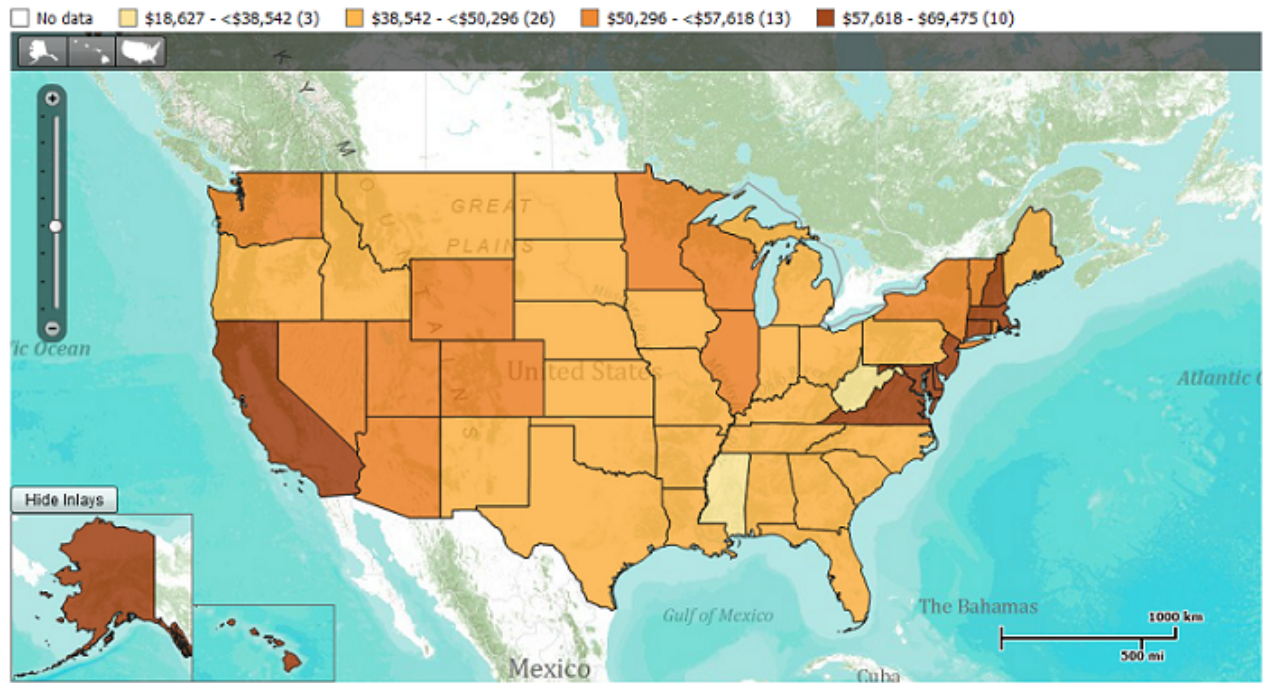 No data $18,627 - <$38,542 (3) $38,542 - <$50,296 (26) $50,296 - <$57,618 (13) $57,618 - $69,475 (10)
K
Y
M
O
U
GREAT
PLAINS
T
A
I
N
S
United States
ic Ocean
Atlantic
Hide Inlays
Gulf of Mexico
The Bahamas
1000 km
500 mi
Mexico
Cuba